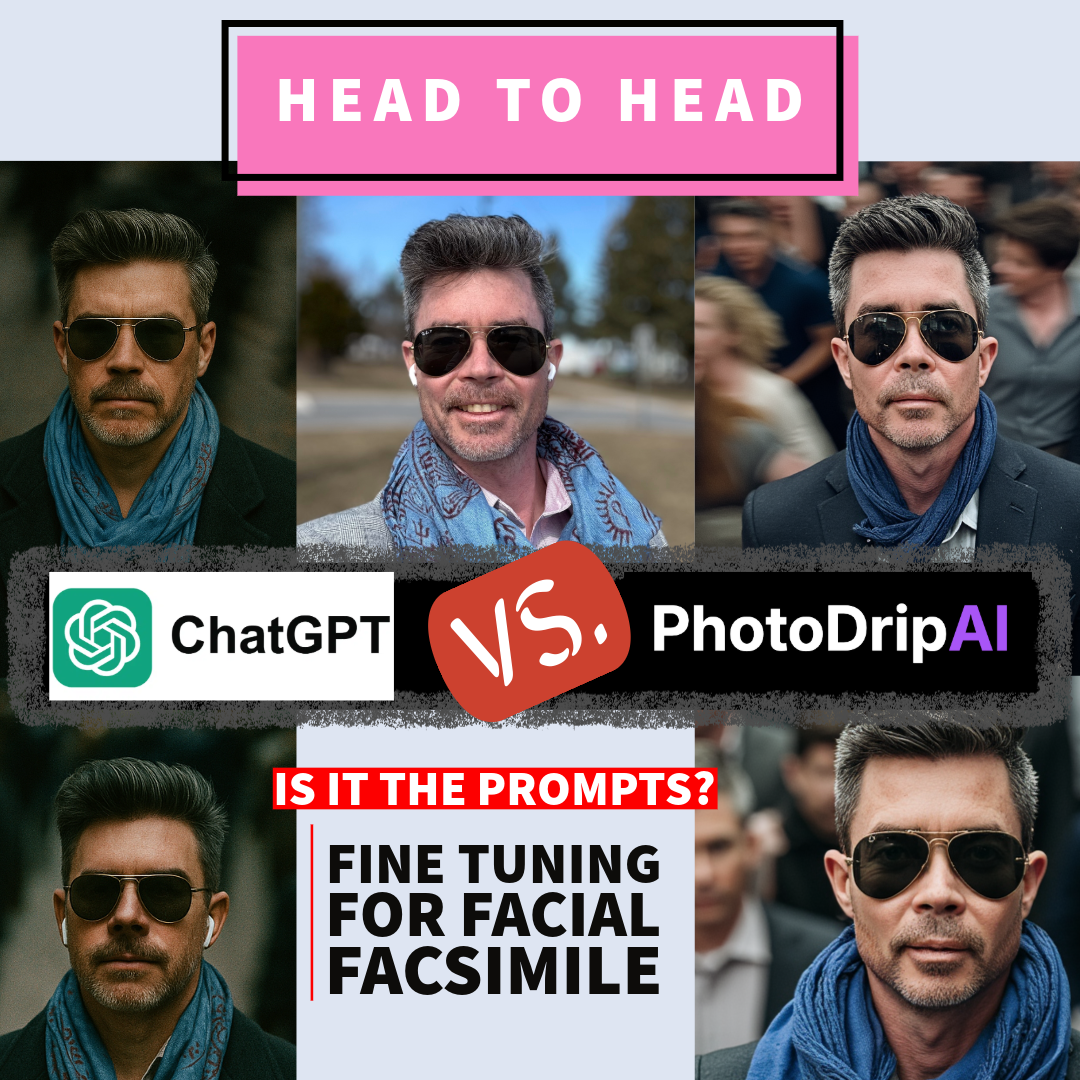 HEAD TO HEAD
ChatGPT
VS.
PhotoDripAI
IS IT THE PROMPTS?
FINE TUNING
FOR FACIAL
FACSIMILE